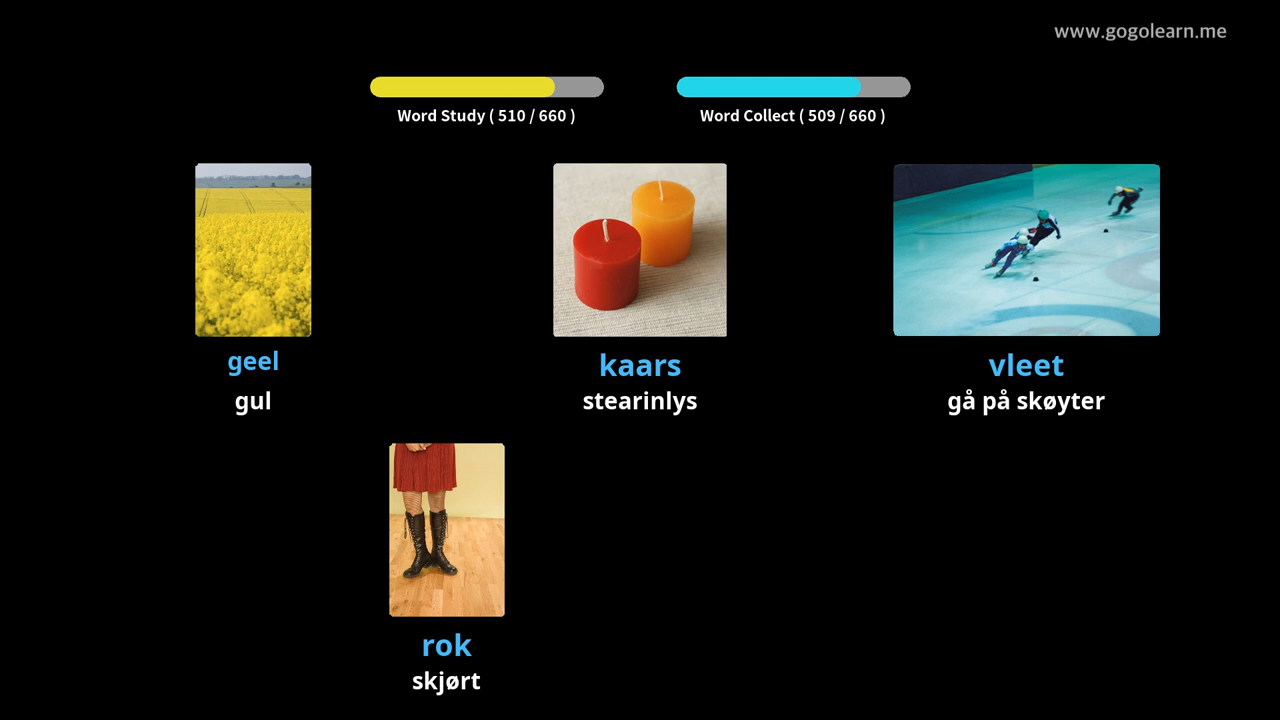 www.gogolearn.me
Word Study ( 510 / 660 )
Word Collect ( 509 / 660 )
geel
gul
kaars
stearinlys
vleet
gå på skøyter
rok
skjørt